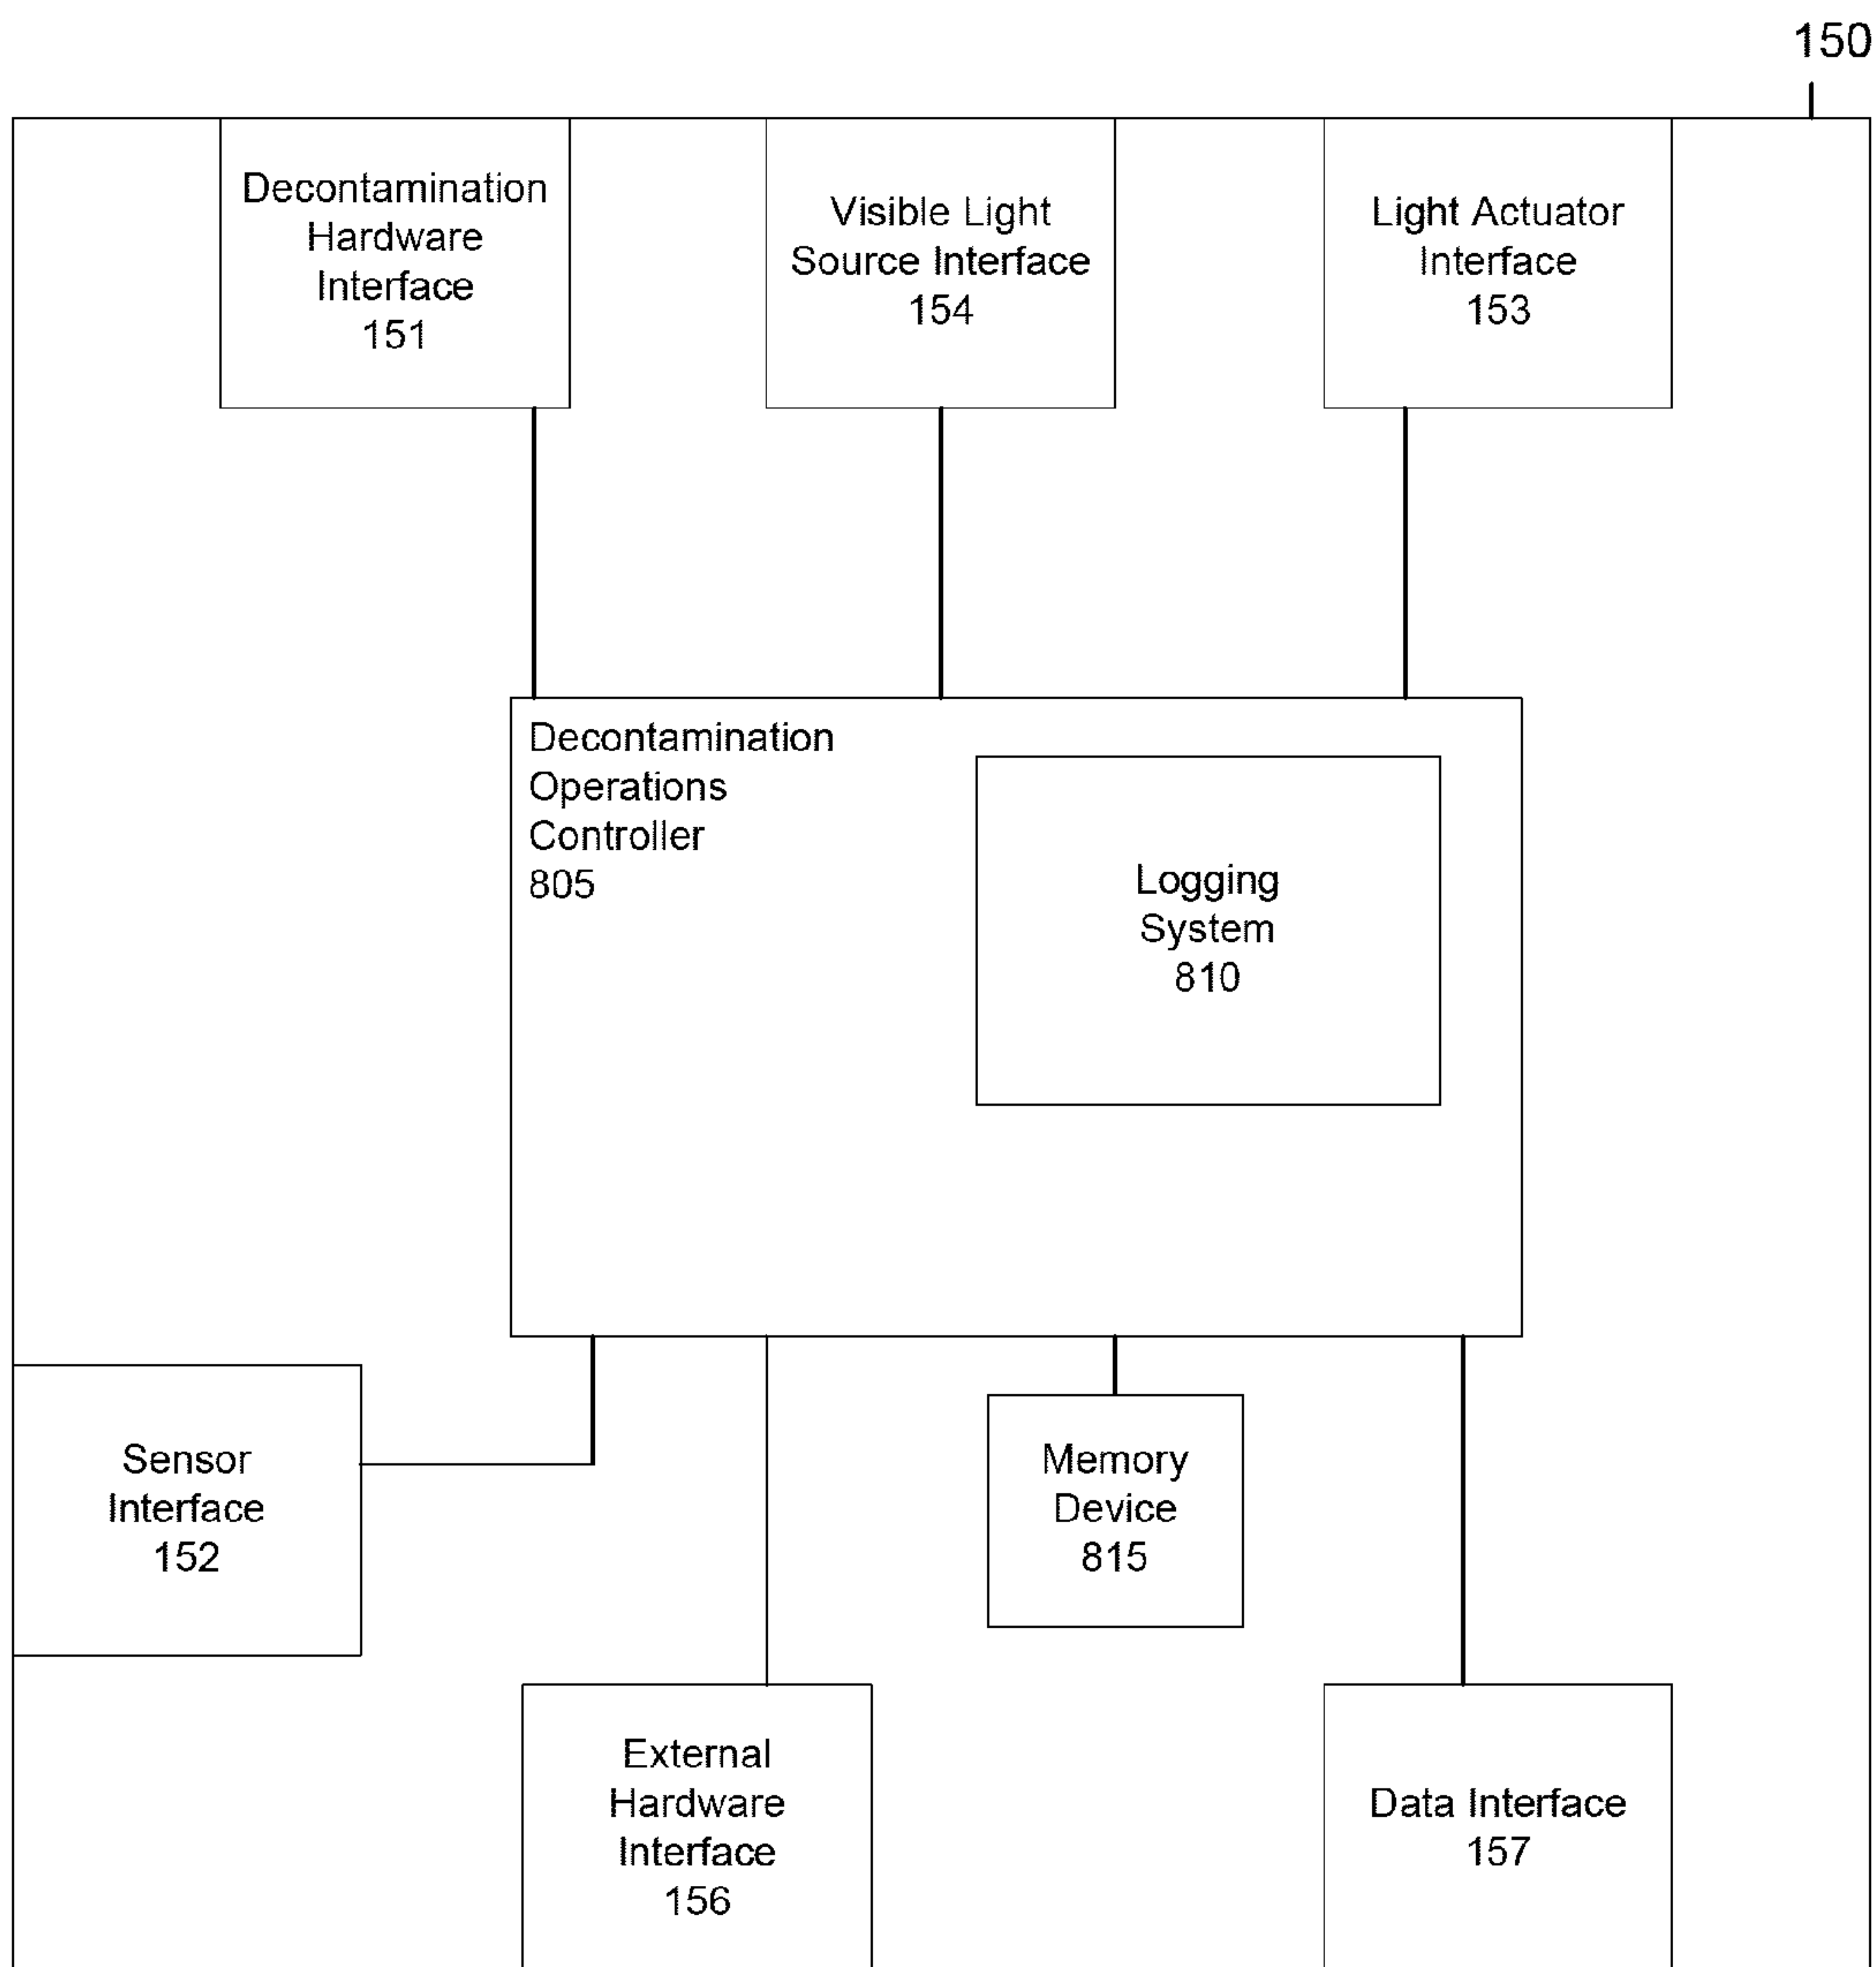 150
Decontamination
Hardware
Interface
151
Visible Light
Source Interface
154
Light Actuator
Interface
153
Decontamination
Operations
Controller
805
Logging
System
810
Sensor
Interface
152
Memory
Device
815
External
Hardware
Interface
156
Data Interface
157